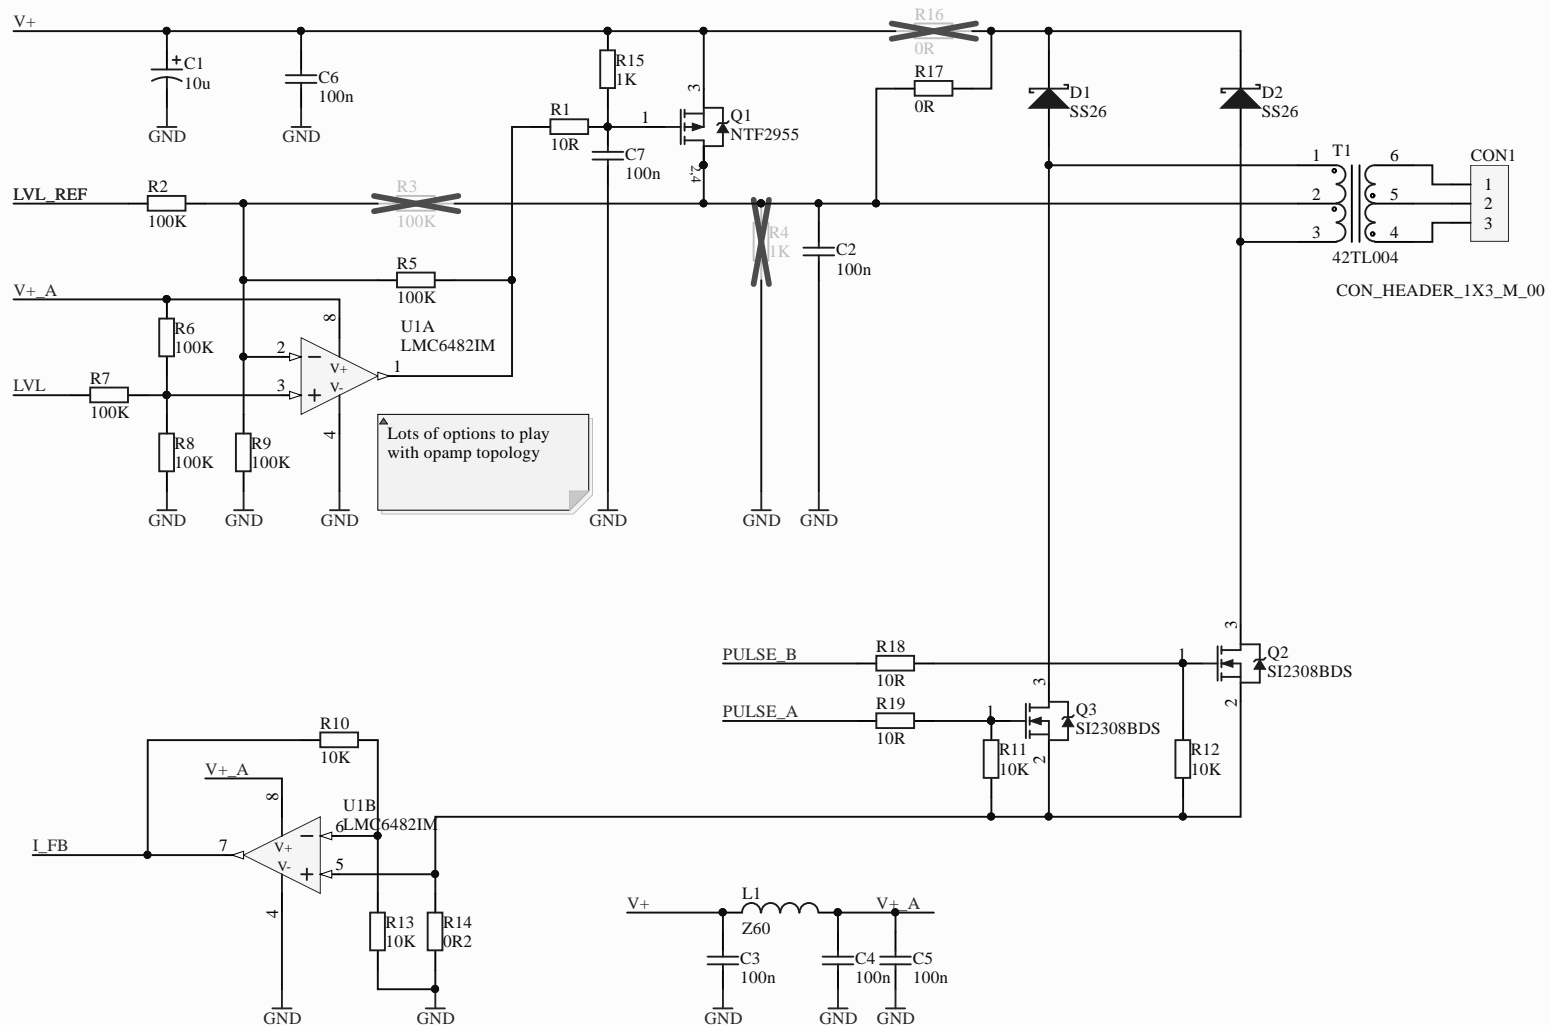 V+
R16
0R
C1
10u
C6
100n
R15
1K
R17
0R
D1
SS26
D2
SS26
GND
GND
R1
10R
1
3
Q1
NTF2955
2,4
C7
100n
T1
1
2
3
6
5
4
42TL004
CON1
1
2
3
CON_HEADER_1X3_M_00
LVL_REF
R2
100K
R3
100K
R4
1K
C2
100n
R5
100K
V+_A
R6
100K
8
U1A
LMC6482IM
2
3
1
V+
V-
4
LVL
R7
100K
R8
100K
R9
100K
Lots of options to play
with opamp topology
GND
GND
GND
GND
GND
GND
PULSE_B
R18
10R
1
3
Q2
SI2308BDS
2
PULSE_A
R19
10R
1
3
Q3
SI2308BDS
2
R11
10K
R12
10K
R10
10K
V+_A
8
U1B
LMC6482IM
6
5
7
V+
V-
4
I_FB
R13
10K
R14
0R2
GND
GND
V+
L1
Z60
V+_A
C3
100n
C4
100n
C5
100n
GND
GND
GND